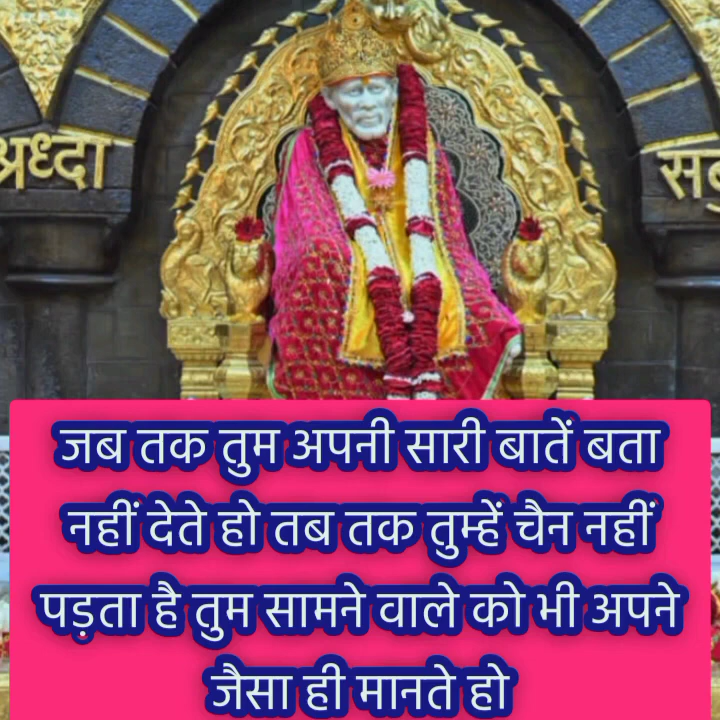 श्रध्दा
जब तक तुम अपनी सारी बातें बता
नहीं देते हो तब तक तुम्हें चैन नहीं
पड़ता है तुम सामने वाले को भी अपने
जैसा ही मानते हो